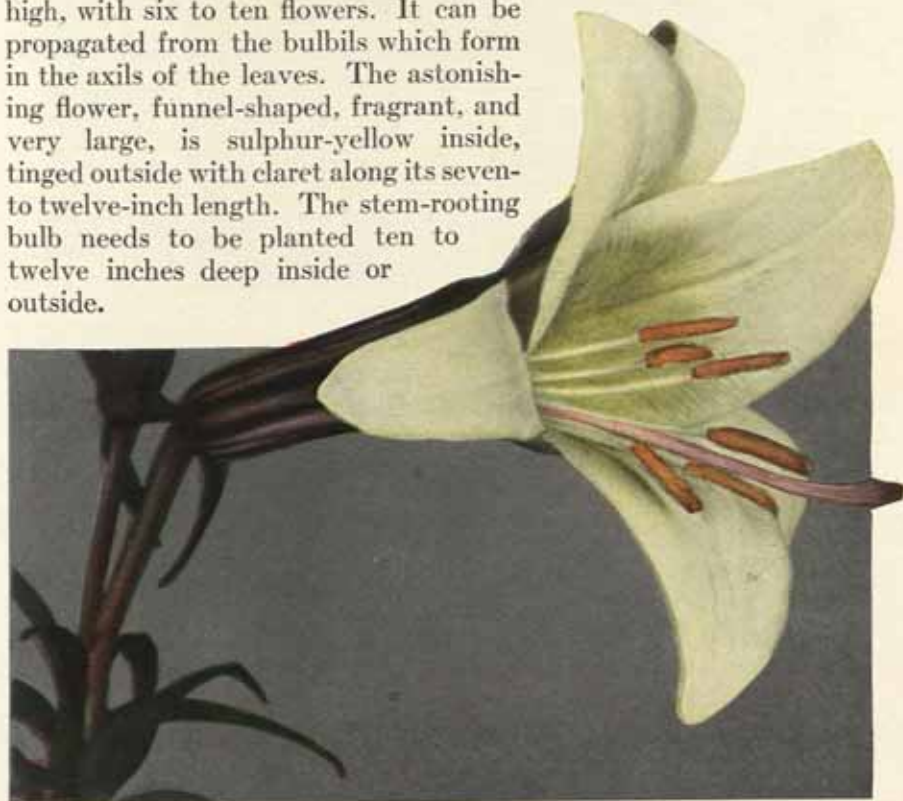 high, with six to ten flowers. It can be
propagated from the bulbils which form
in the axils of the leaves. The astonish-
ing flower, funnel-shaped, fragrant, and
very large, is sulphur-yellow inside,
tinged outside with claret along its seven-
to twelve-inch length. The stem-rooting
bulb needs to be planted ten to
twelve inches deep inside or
outside.